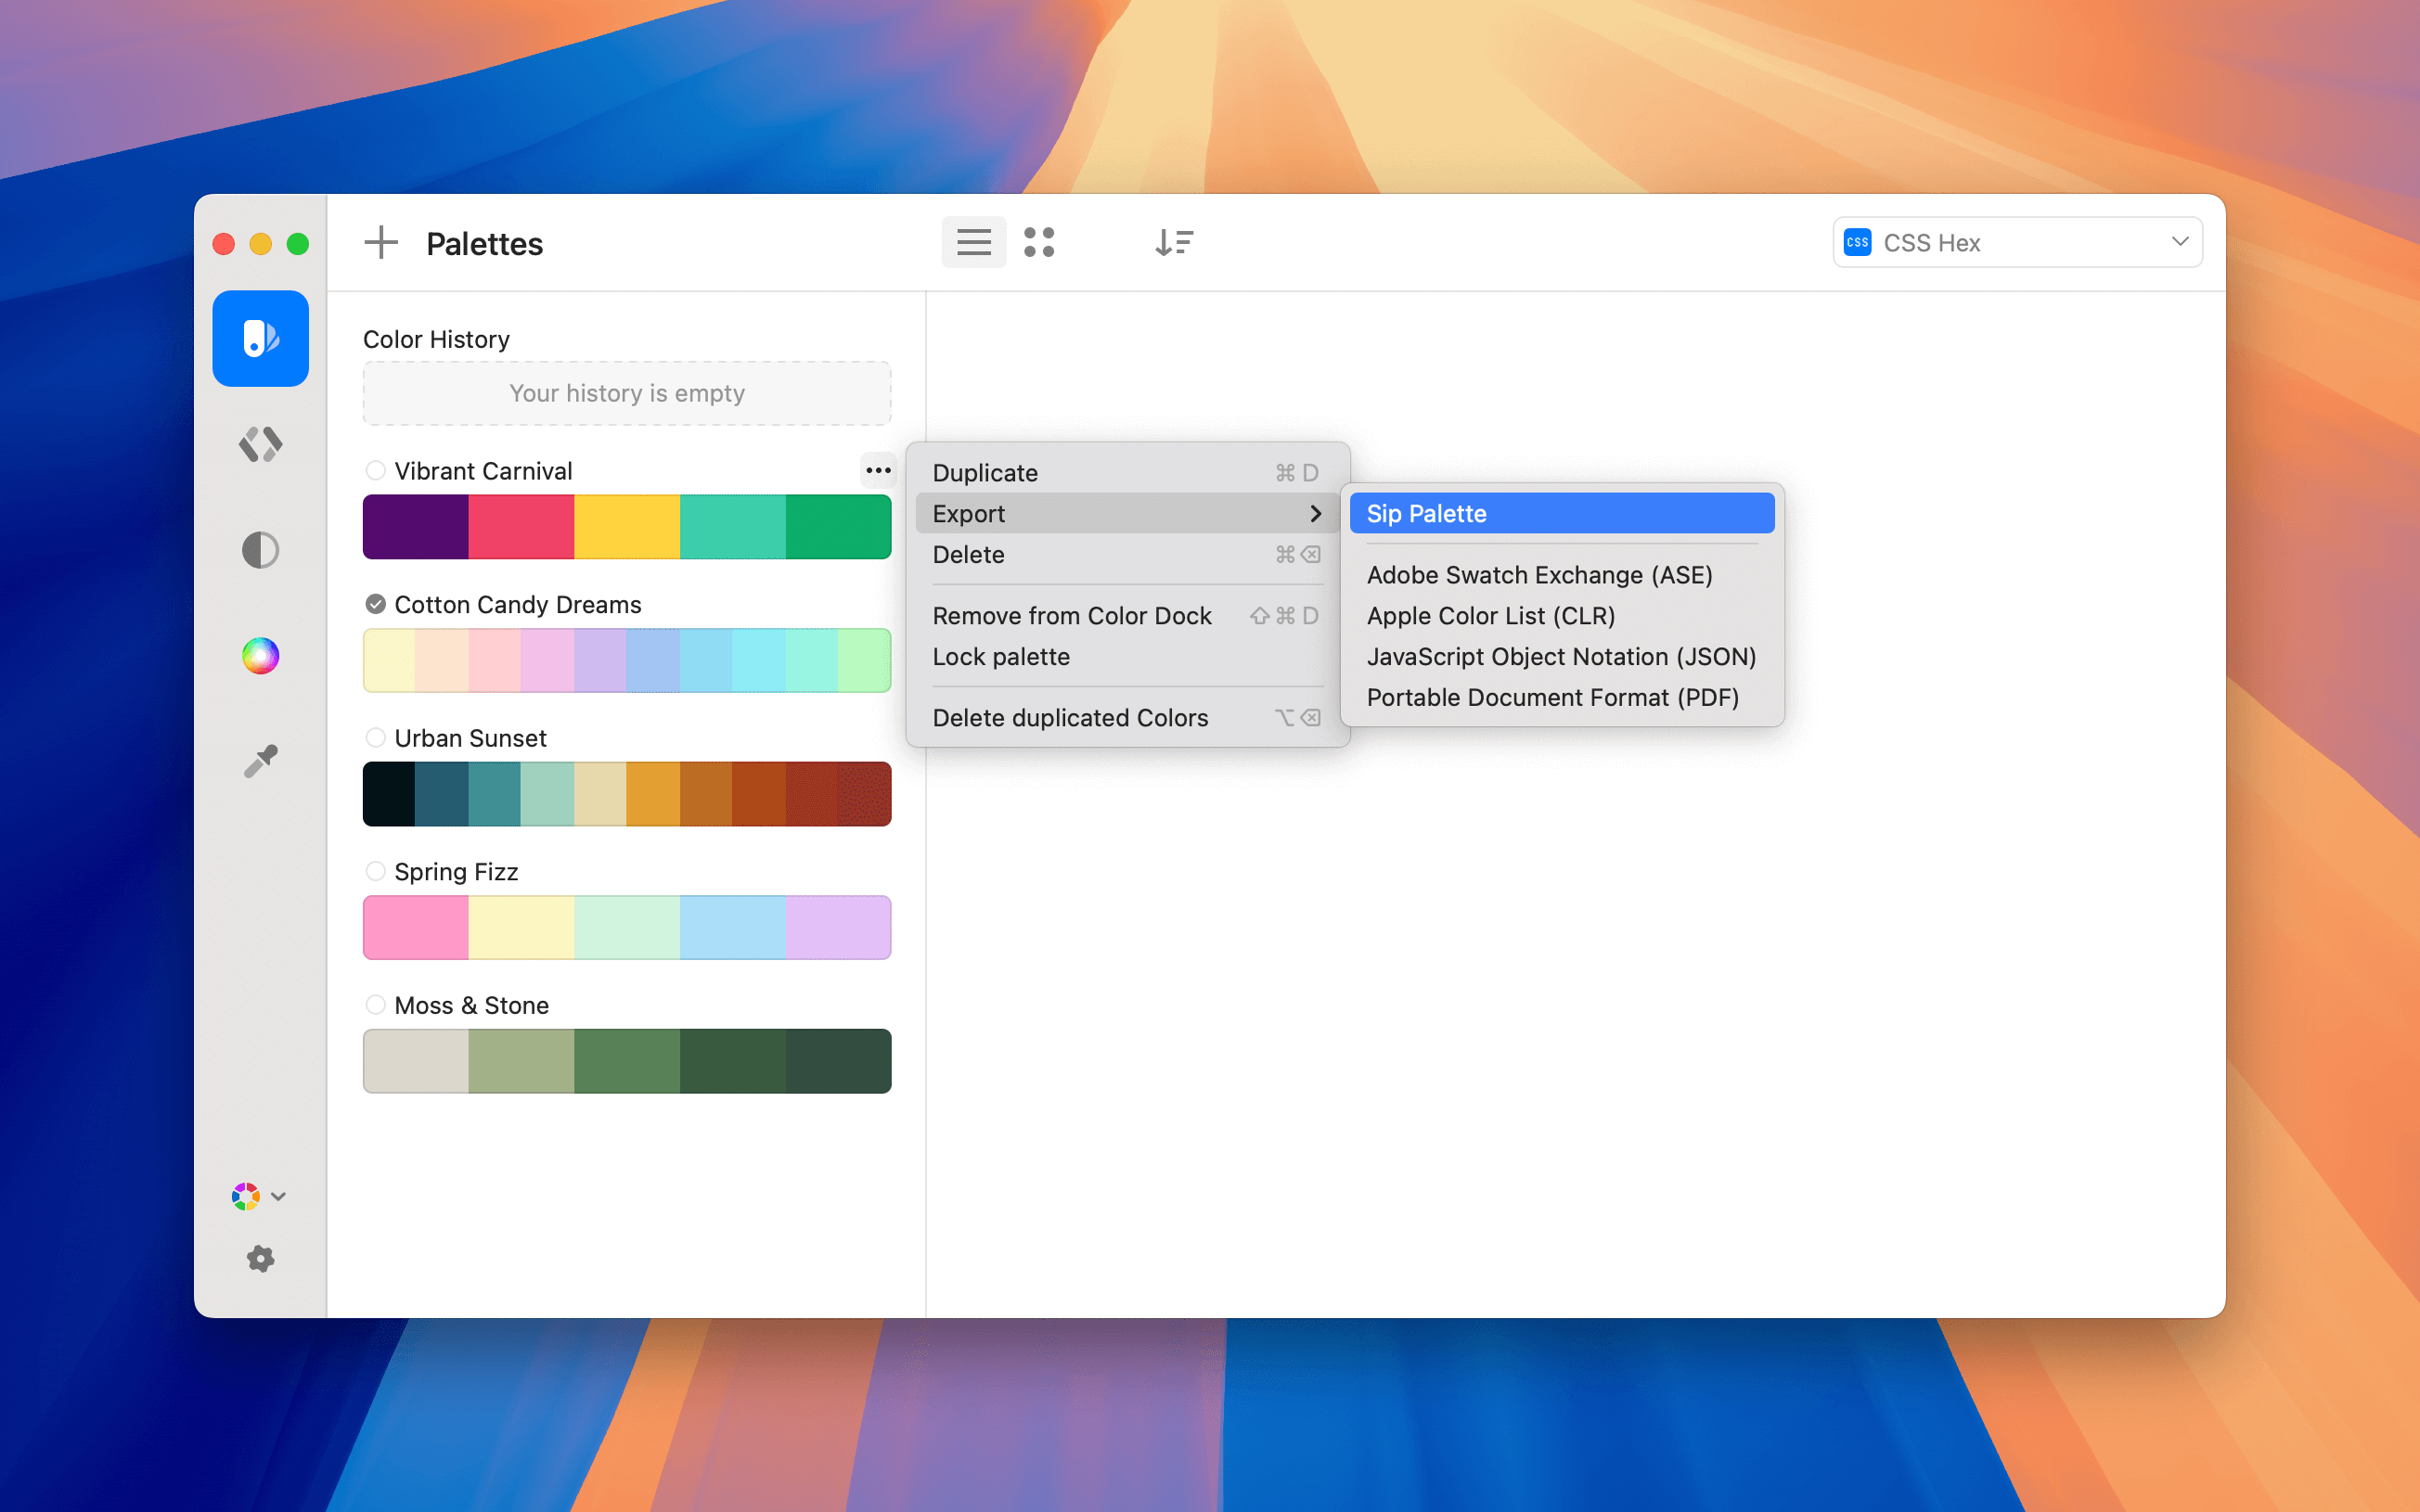 Palettes
CSS CSS Hex
Color History
Your history is empty
Vibrant Carnival
Cotton Candy Dreams
Urban Sunset
Spring Fizz
Moss & Stone
Duplicate ⌘ D
Export
Delete ⌘ ⌫
Remove from Color Dock ⇧ ⌘ D
Lock palette
Delete duplicated Colors ⌥ ⌫
Sip Palette
Adobe Swatch Exchange (ASE)
Apple Color List (CLR)
JavaScript Object Notation (JSON)
Portable Document Format (PDF)